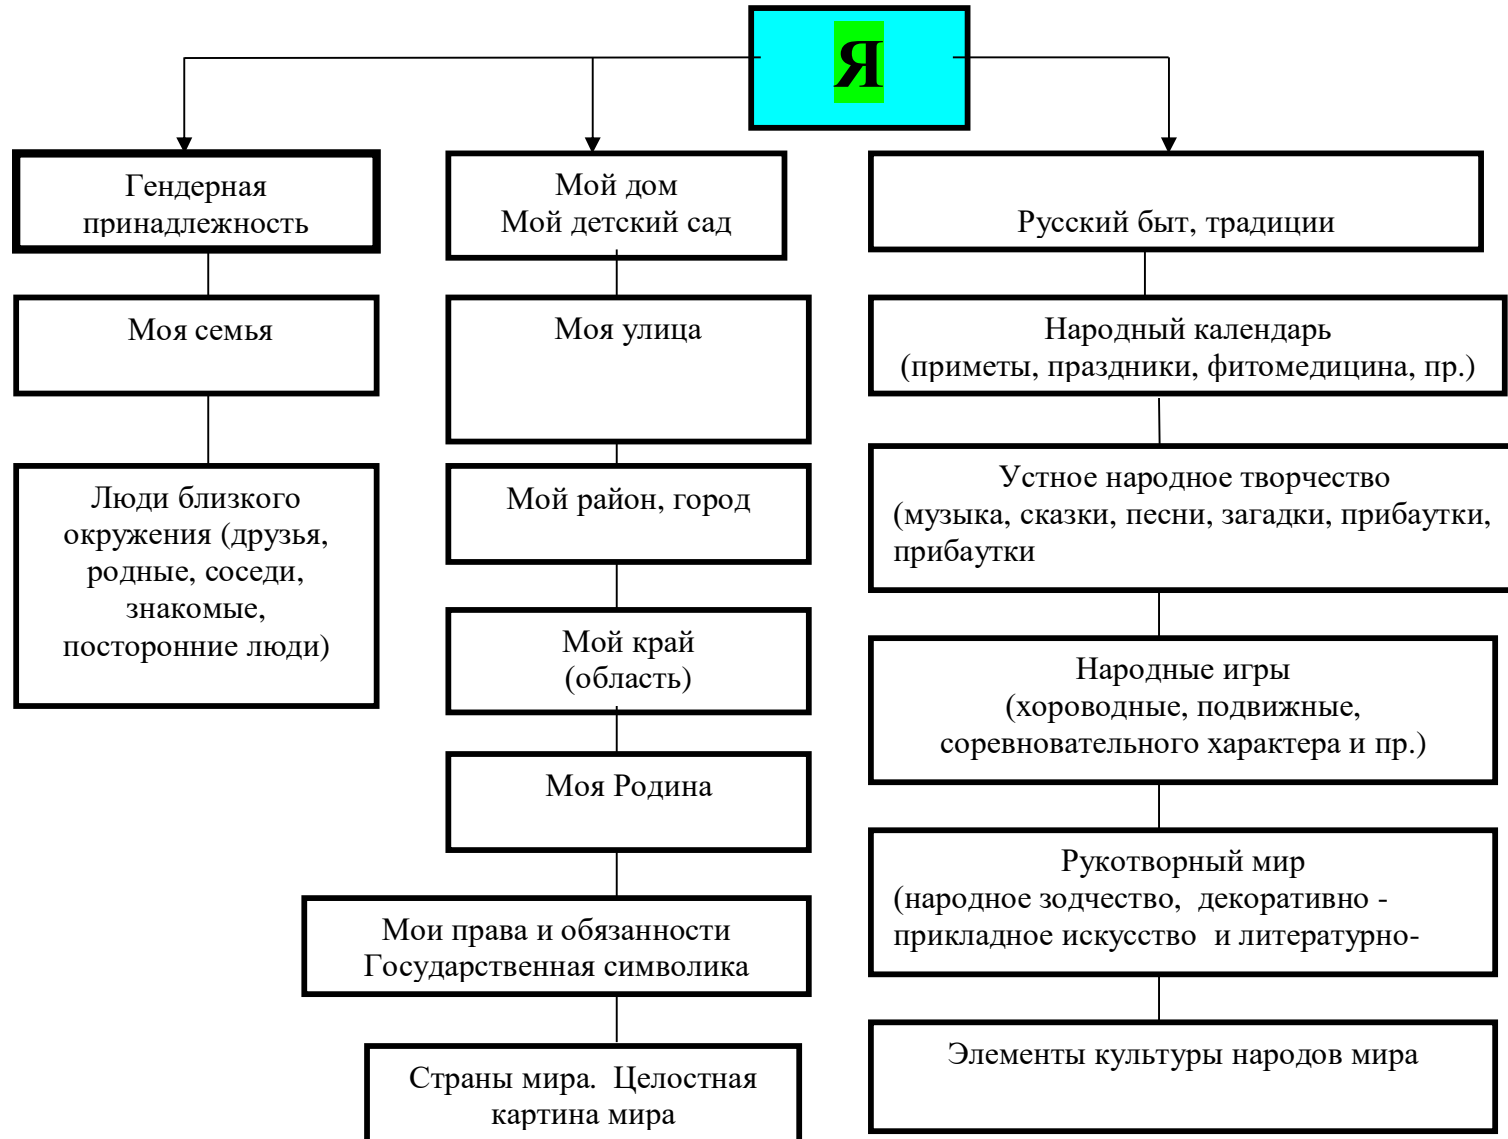 Я
Гендерная
принадлежность
Моя семья
Люди близкого
окружения (друзья,
родные, соседи,
знакомые,
посторонние люди)
Мой дом
Мой детский сад
Моя улица
Мой район, город
Мой край
(область)
Моя Родина
Мои права и обязанности
Государственная символика
Страны мира.  Целостная
картина мира
Русский быт, традиции
Народный календарь
(приметы, праздники, фитомедицина, пр.)
Устное народное творчество
(музыка, сказки, песни, загадки, прибаутки,
прибаутки
Народные игры
(хороводные, подвижные,
соревновательного характера и пр.)
Рукотворный мир
(народное зодчество,  декоративно -
прикладное искусство  и литературно-
Элементы культуры народов мира